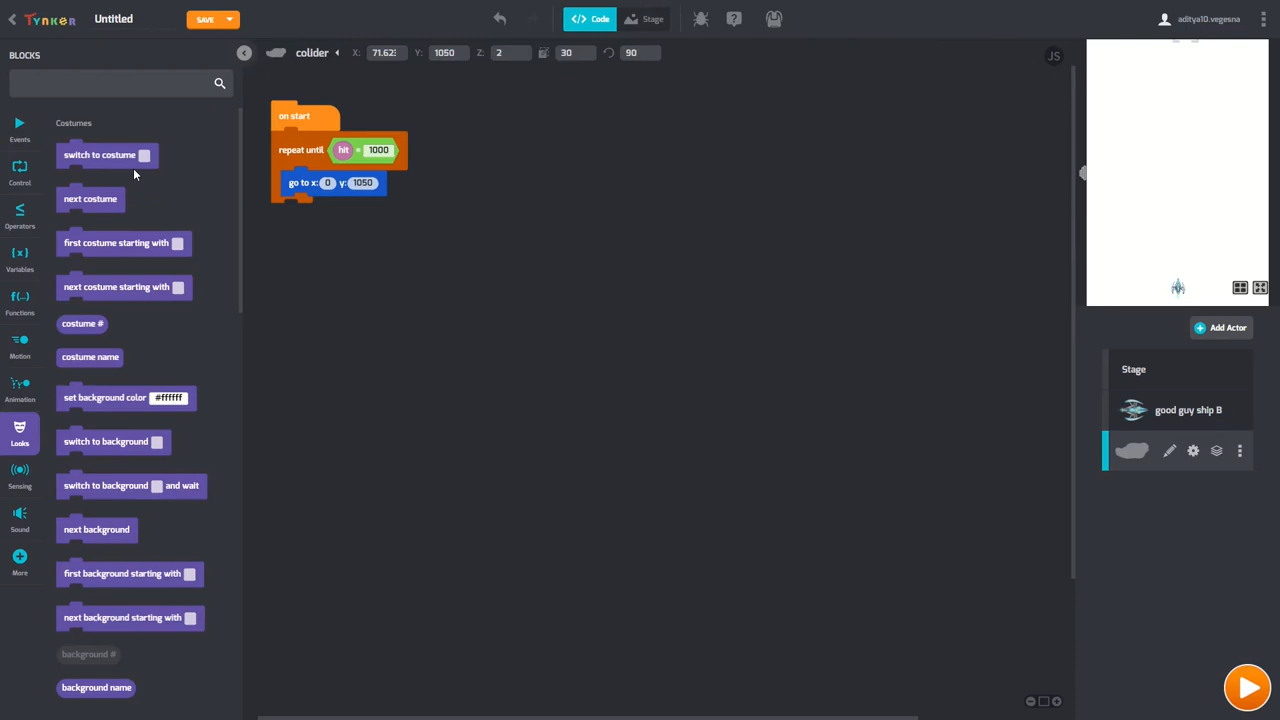 TYNKER Untitled SAVE Code Stage aditya10.vegesna
BLOCKS colider X: 71.62 Y: 1050 Z: 2 30 90
JS
Costumes
Events
Control
Operators
Variables
Functions
Motion
Animation
Looks
Sensing
Sound
More
switch to costume
next costume
first costume starting with
next costume starting with
costume #
costume name
set background color #ffffff
switch to background
switch to background and wait
next background
first background starting with
next background starting with
background #
background name
on start
repeat until hit = 1000
go to x: 0 y: 1050
Add Actor
Stage
good guy ship B